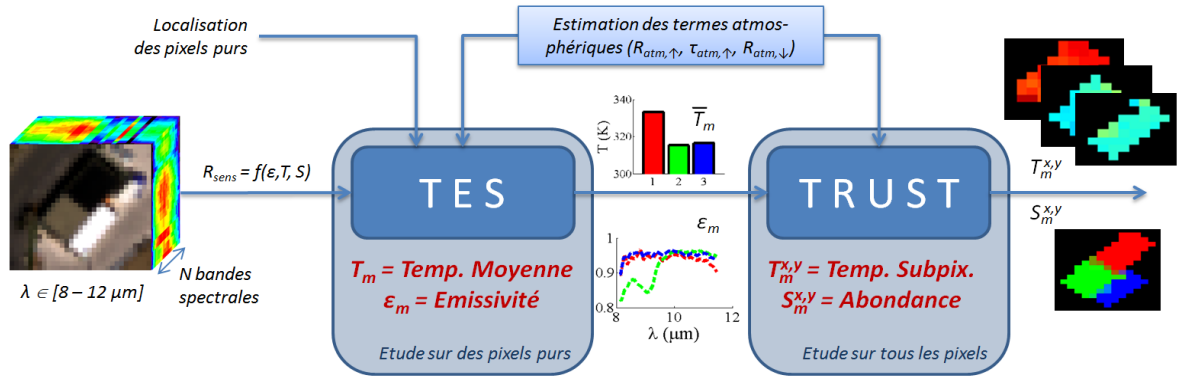 Localisation
des pixels purs
Estimation des termes atmos-
phériques (R_atm,↑, τ_atm,↑, R_atm,↓)
R_sens = f(ε,T, S)
N bandes
spectrales
λ ∈ [8 – 12 µm]
T E S
T_m = Temp. Moyenne
ε_m = Emissivité
Etude sur des pixels purs
340
320
300
T (K)
T̅_m
1 2 3
ε_m
1
0.9
0.8
8 10 12
λ (µm)
T R U S T
T_m^x,y = Temp. Subpix.
S_m^x,y = Abondance
Etude sur tous les pixels
T_m^x,y
S_m^x,y